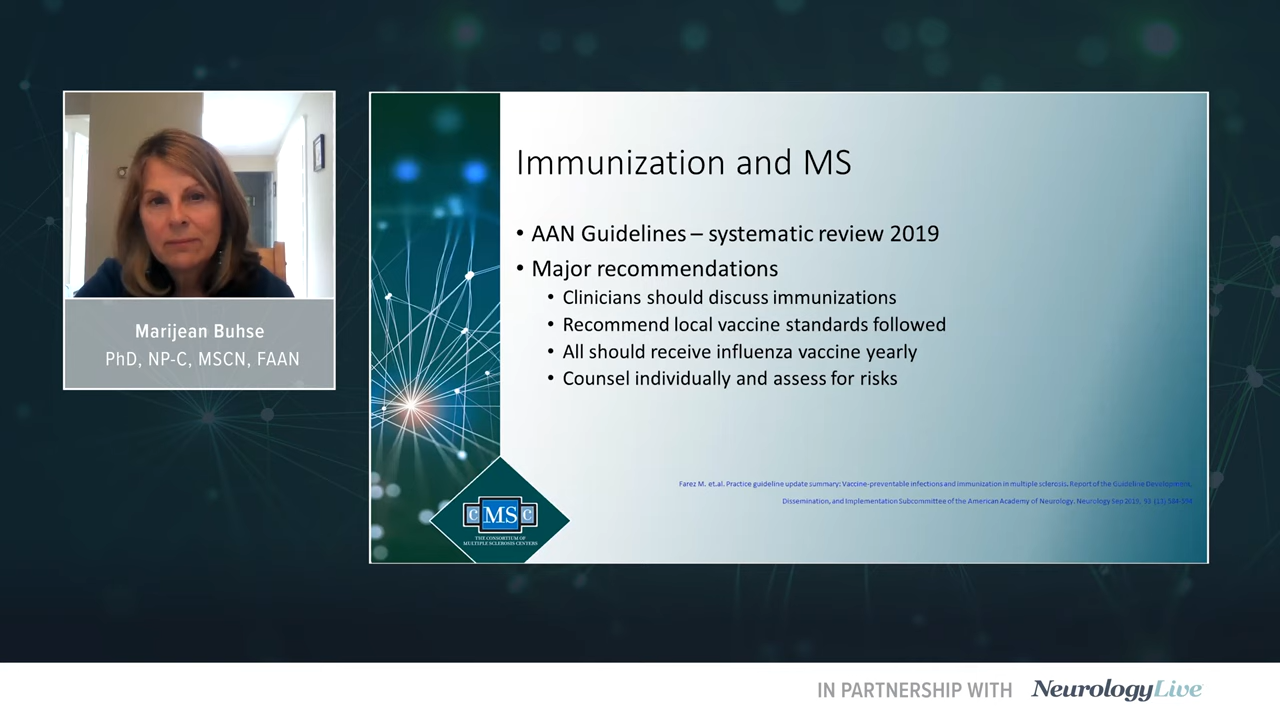 Immunization and MS
• AAN Guidelines – systematic review 2019
• Major recommendations
• Clinicians should discuss immunizations
• Recommend local vaccine standards followed
• All should receive influenza vaccine yearly
• Counsel individually and assess for risks
Farez M. et.al. Practice guideline update summary: Vaccine-preventable infections and immunization in multiple sclerosis. Report of the Guideline Development,
Dissemination, and Implementation Subcommittee of the American Academy of Neurology. Neurology Sep 2019, 93 (13) 584-594
CMSC
THE CONSORTIUM OF
MULTIPLE SCLEROSIS CENTERS
Marijean Buhse
PhD, NP-C, MSCN, FAAN
IN PARTNERSHIP WITH NeurologyLive